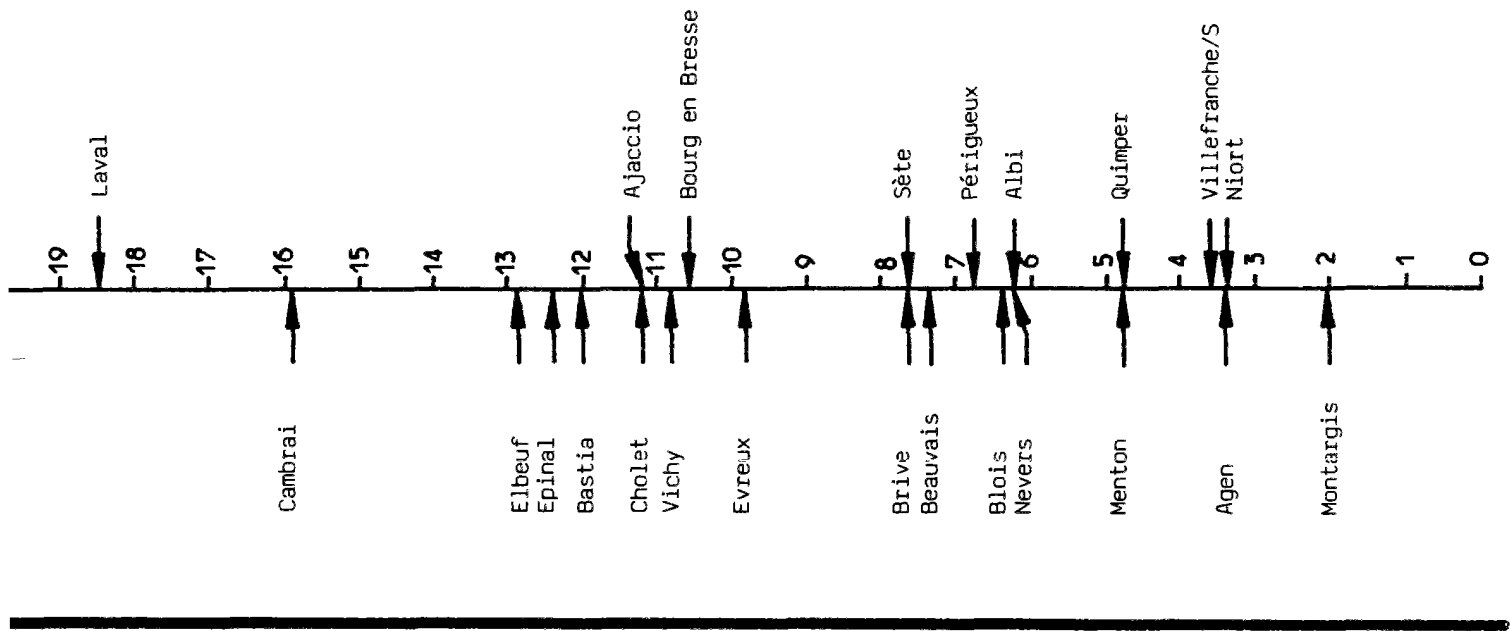 Laval
Ajaccio
Bourg en Bresse
Sète
Périgueux
Albi
Quimper
Villefranche/S
Niort
19
18
17
16
15
14
13
12
11
10
9
8
7
6
5
4
3
2
1
0
Cambrai
Elbeuf
Epinal
Bastia
Cholet
Vichy
Evreux
Brive
Beauvais
Blois
Nevers
Menton
Agen
Montargis